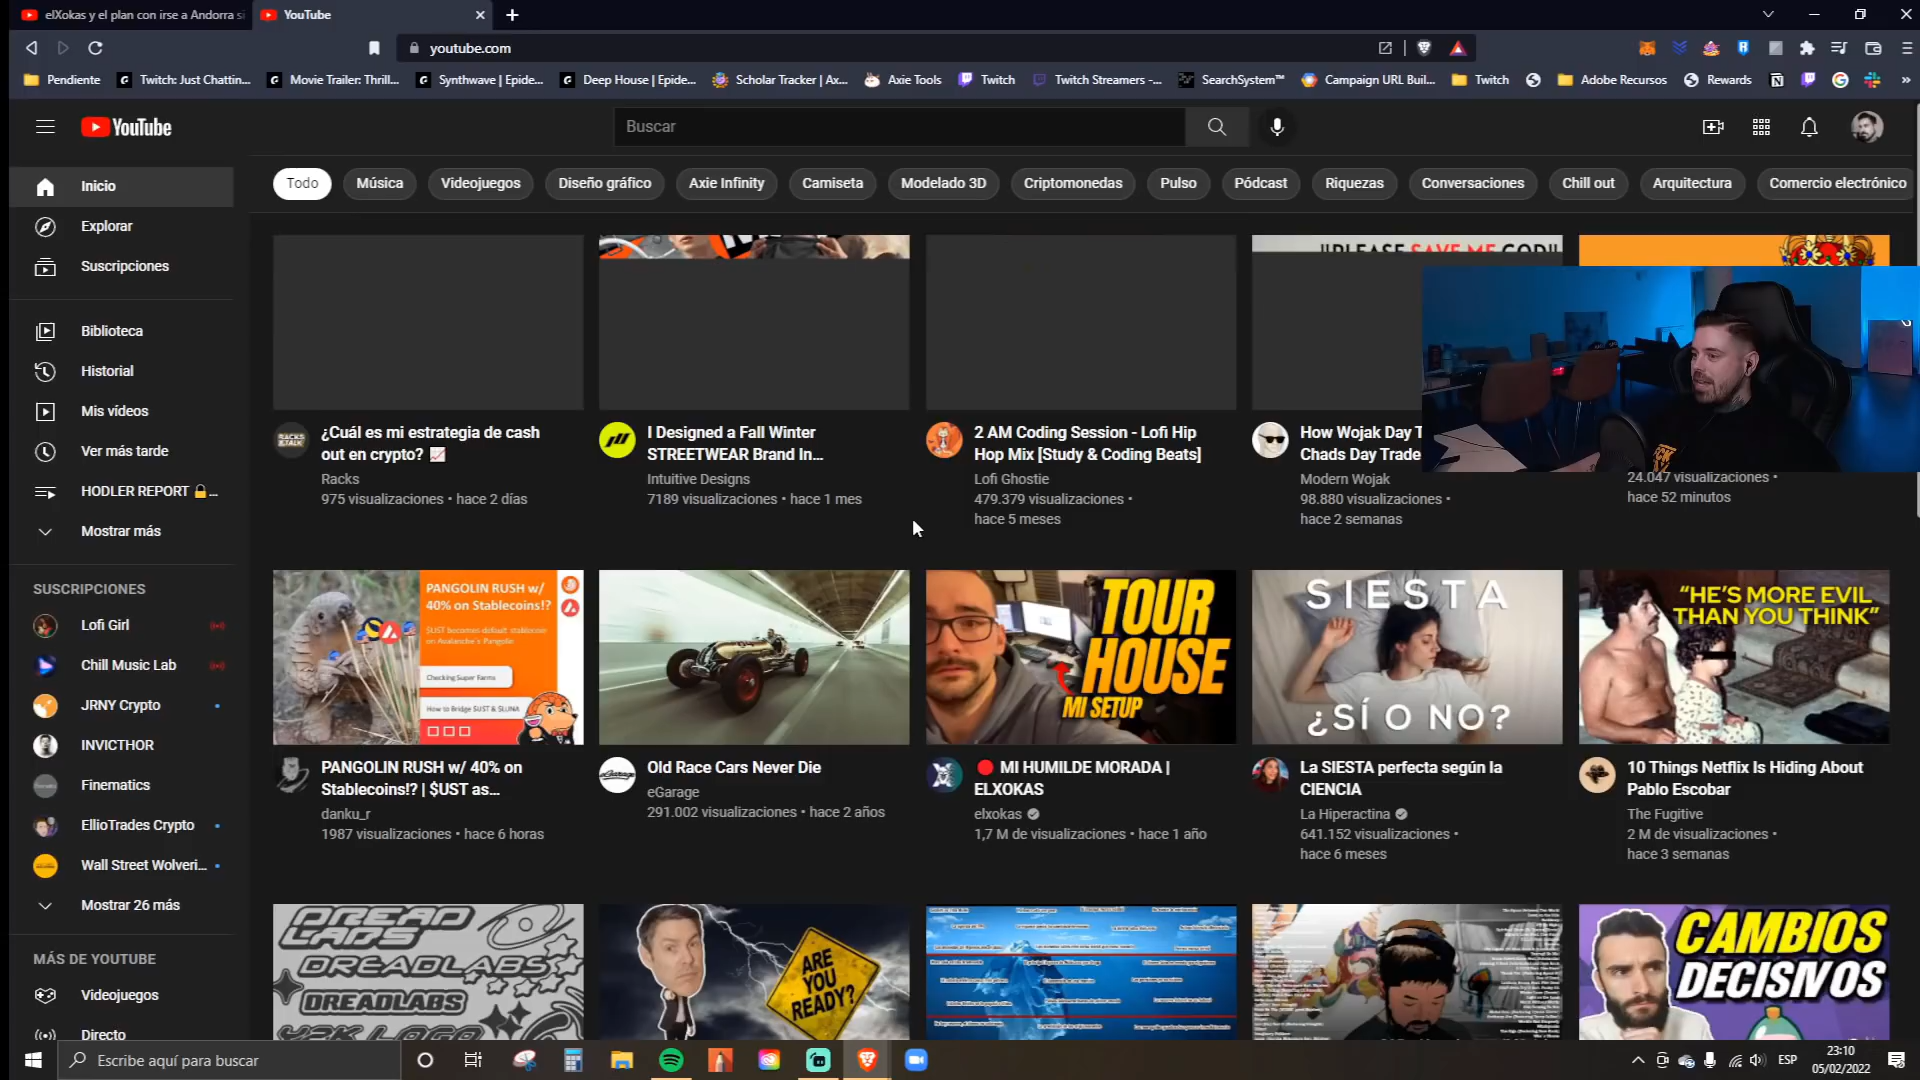 elXokas y el plan con irse a Andorra si
YouTube
youtube.com
Pendiente
Twitch: Just Chattin...
Movie Trailer: Thrill...
Synthwave | Epide...
Deep House | Epide...
Scholar Tracker | Ax...
Axie Tools
Twitch
Twitch Streamers -...
SearchSystem™
Campaign URL Buil...
Twitch
Adobe Recursos
Rewards
YouTube
Buscar
Inicio
Explorar
Suscripciones
Biblioteca
Historial
Mis vídeos
Ver más tarde
HODLER REPORT 🔒...
Mostrar más
SUSCRIPCIONES
Lofi Girl
Chill Music Lab
JRNY Crypto
INVICTHOR
Finematics
EllioTrades Crypto
Wall Street Wolveri...
Mostrar 26 más
MÁS DE YOUTUBE
Videojuegos
Directo
Todo
Música
Videojuegos
Diseño gráfico
Axie Infinity
Camiseta
Modelado 3D
Criptomonedas
Pulso
Pódcast
Riquezas
Conversaciones
Chill out
Arquitectura
Comercio electrónico
"PLEASE SAVE ME GOD"
¿Cuál es mi estrategia de cash
out en crypto? 📈
Racks
975 visualizaciones • hace 2 días
I Designed a Fall Winter
STREETWEAR Brand In...
Intuitive Designs
7189 visualizaciones • hace 1 mes
2 AM Coding Session - Lofi Hip
Hop Mix [Study & Coding Beats]
Lofi Ghostie
479.379 visualizaciones •
hace 5 meses
How Wojak Day T
Chads Day Trade
Modern Wojak
98.880 visualizaciones •
hace 2 semanas
24.047 visualizaciones •
hace 52 minutos
PANGOLIN RUSH w/
40% on Stablecoins!?
$UST becomes default stablecoin
on Avalanche's Pangolin
Checking Super Farms
How to Bridge $UST & $LUNA
TOUR
HOUSE
MI SETUP
SIESTA
¿SÍ O NO?
"HE'S MORE EVIL
THAN YOU THINK"
PANGOLIN RUSH w/ 40% on
Stablecoins!? | $UST as...
danku_r
1987 visualizaciones • hace 6 horas
Old Race Cars Never Die
eGarage
291.002 visualizaciones • hace 2 años
🔴 MI HUMILDE MORADA |
ELXOKAS
elxokas
1,7 M de visualizaciones • hace 1 año
La SIESTA perfecta según la
CIENCIA
La Hiperactina
641.152 visualizaciones •
hace 6 meses
10 Things Netflix Is Hiding About
Pablo Escobar
The Fugitive
2 M de visualizaciones •
hace 3 semanas
DREAD
LABS
DREADLABS
DREADLABS
Y2K LOGO
ARE
YOU
READY?
CAMBIOS
DECISIVOS
Escribe aquí para buscar
ESP
23:10
05/02/2022